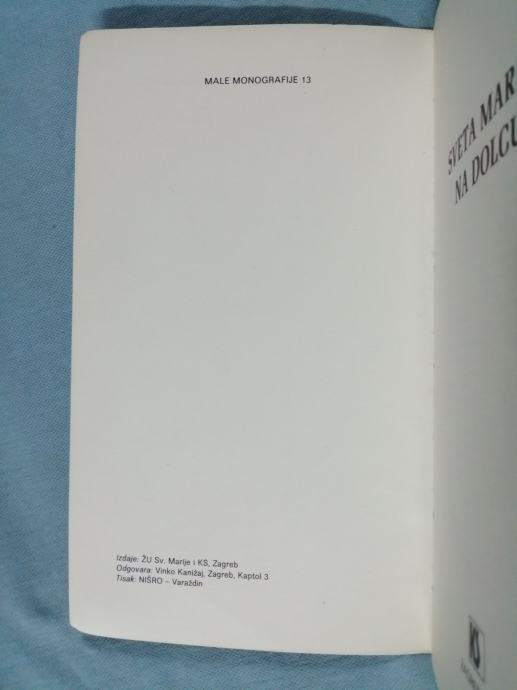 MALE MONOGRAFIJE 13
Izdaje: ŽU Sv. Marije i KS, Zagreb
Odgovara: Vinko Kanižaj, Zagreb, Kaptol 3
Tisak: NIŠRO – Varaždin
SVETA MAR
NA DOLCU
KS